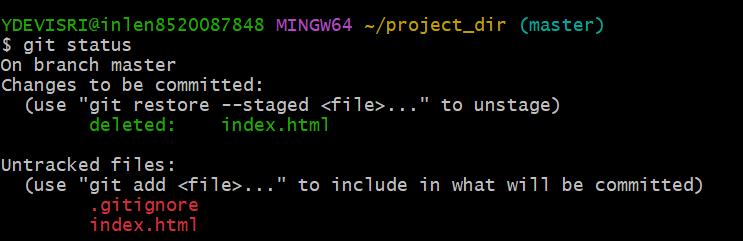 YDEVISRI@inlen8520087848 MINGW64 ~/project_dir (master)
$ git status
On branch master
Changes to be committed:
  (use "git restore --staged <file>..." to unstage)
        deleted:    index.html

Untracked files:
  (use "git add <file>..." to include in what will be committed)
        .gitignore
        index.html